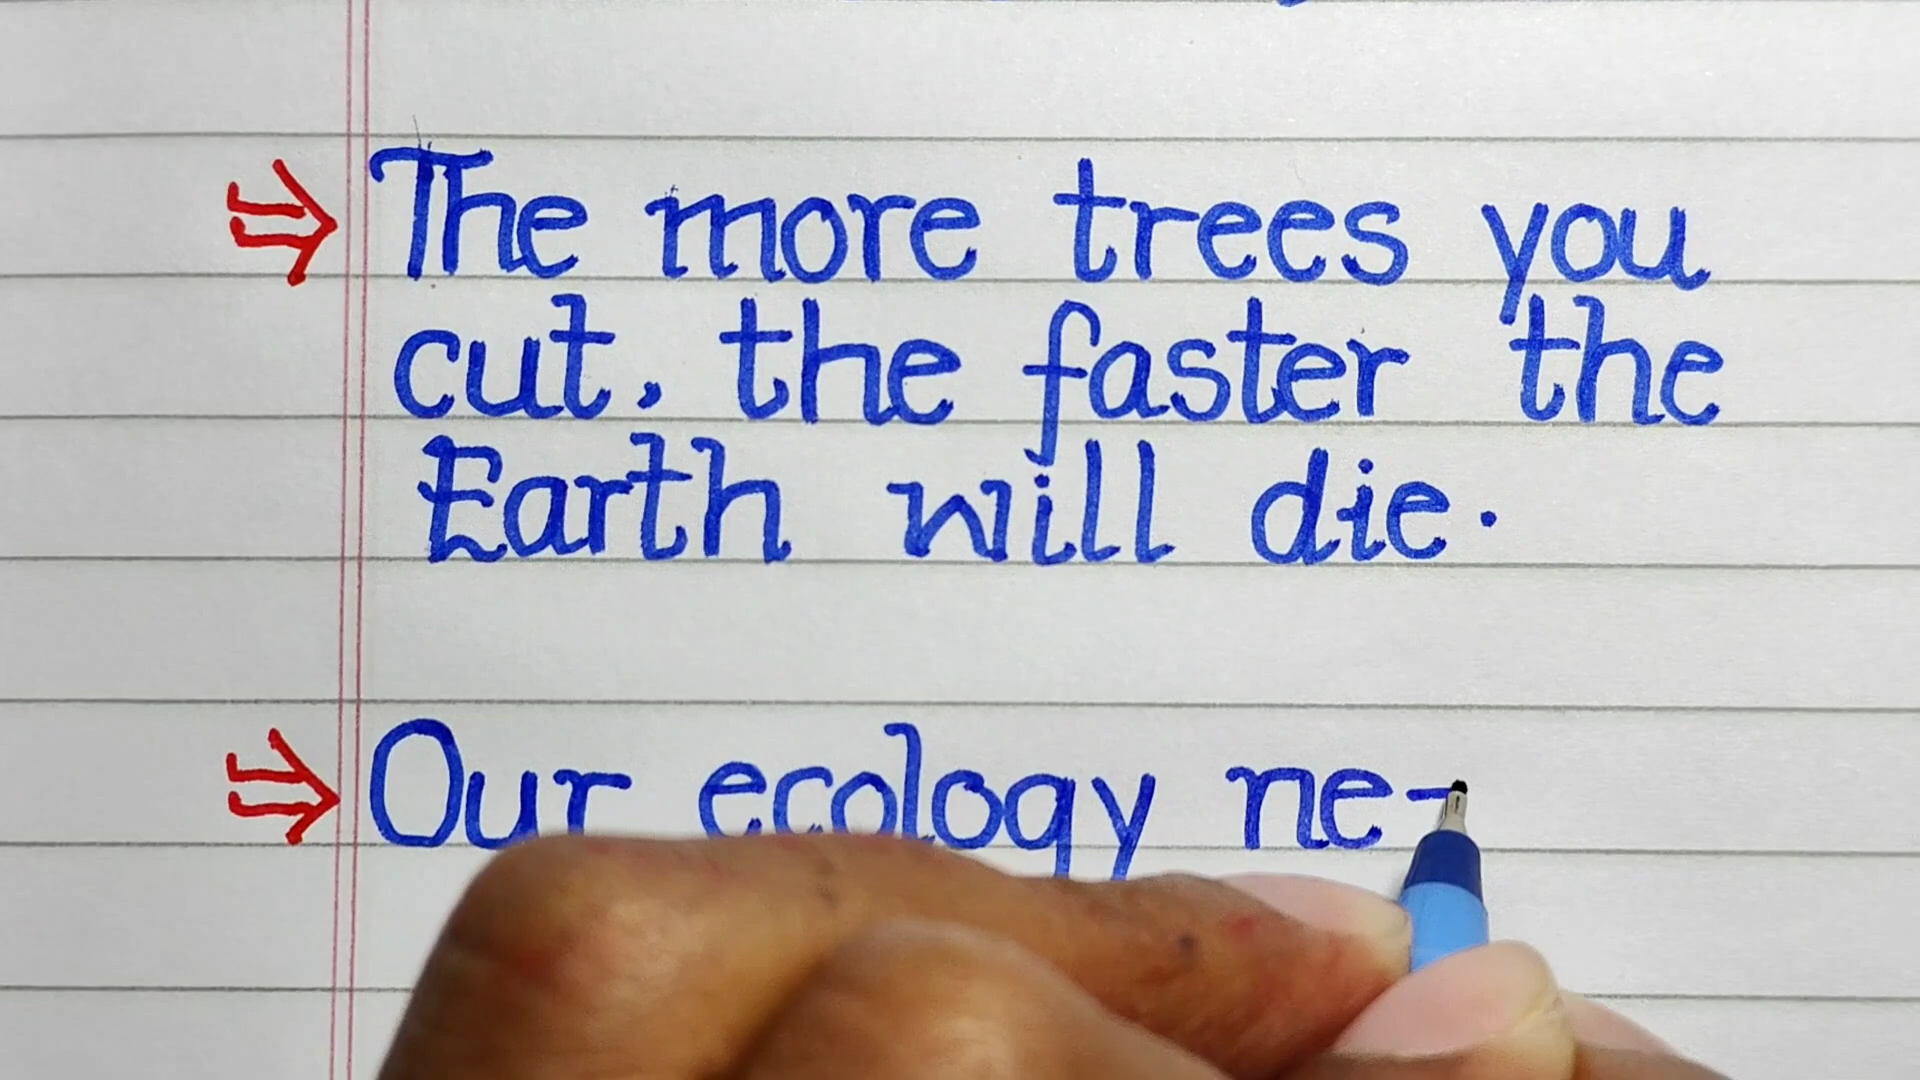 The more trees you
cut, the faster the
Earth will die.
Our ecology ne